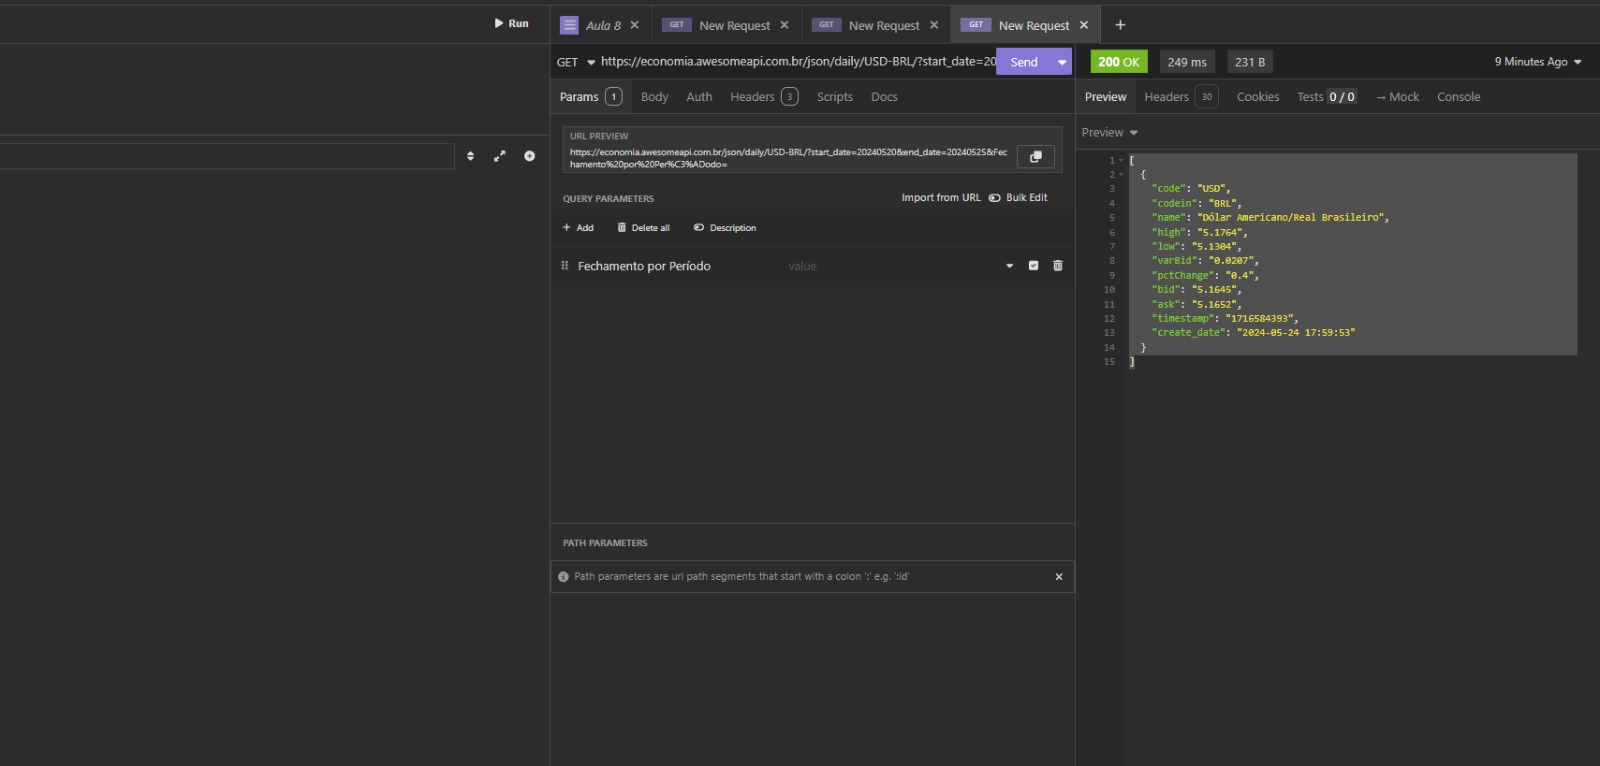 Run
Aula 8
GET New Request
GET New Request
GET New Request
GET https://economia.awesomeapi.com.br/json/daily/USD-BRL/?start_date=20
Send
200 OK 249 ms 231 B 9 Minutes Ago
Params 1 Body Auth Headers 3 Scripts Docs
Preview Headers 30 Cookies Tests 0 / 0 → Mock Console
URL PREVIEW
https://economia.awesomeapi.com.br/json/daily/USD-BRL/?start_date=20240520&end_date=20240525&Fec
hamento%20por%20Per%C3%ADodo=
QUERY PARAMETERS Import from URL Bulk Edit
+ Add Delete all Description
Fechamento por Período value
PATH PARAMETERS
Path parameters are url path segments that start with a colon ':' e.g. ':id'
Preview
1 [
2 {
3 "code": "USD",
4 "codein": "BRL",
5 "name": "Dólar Americano/Real Brasileiro",
6 "high": "5.1764",
7 "low": "5.1304",
8 "varBid": "0.0207",
9 "pctChange": "0.4",
10 "bid": "5.1645",
11 "ask": "5.1652",
12 "timestamp": "1716584393",
13 "create_date": "2024-05-24 17:59:53"
14 }
15 ]